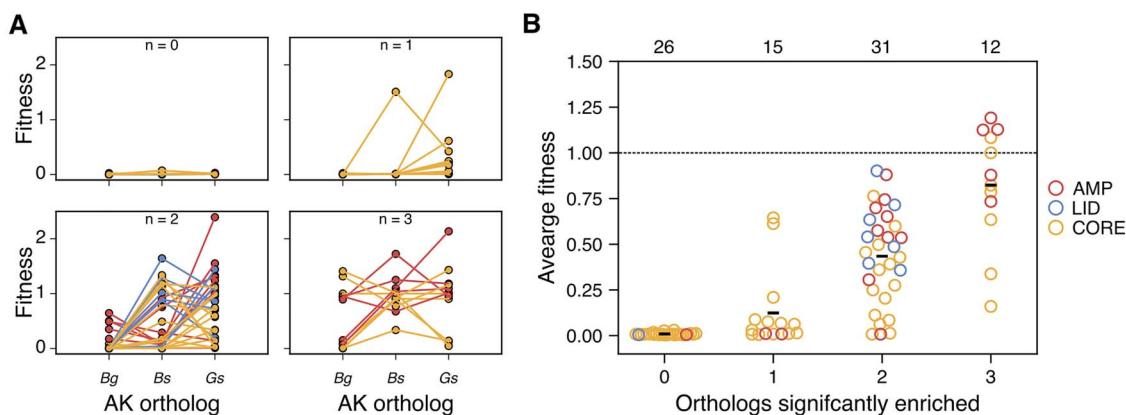 A
n = 0
n = 1
Fitness
2
1
0
n = 2
n = 3
Fitness
2
1
0
Bg Bs Gs
Bg Bs Gs
AK ortholog
AK ortholog
B
26 15 31 12
Avearge fitness
1.50
1.25
1.00
0.75
0.50
0.25
0.00
0 1 2 3
Orthologs signifcantly enriched
AMP
LID
CORE